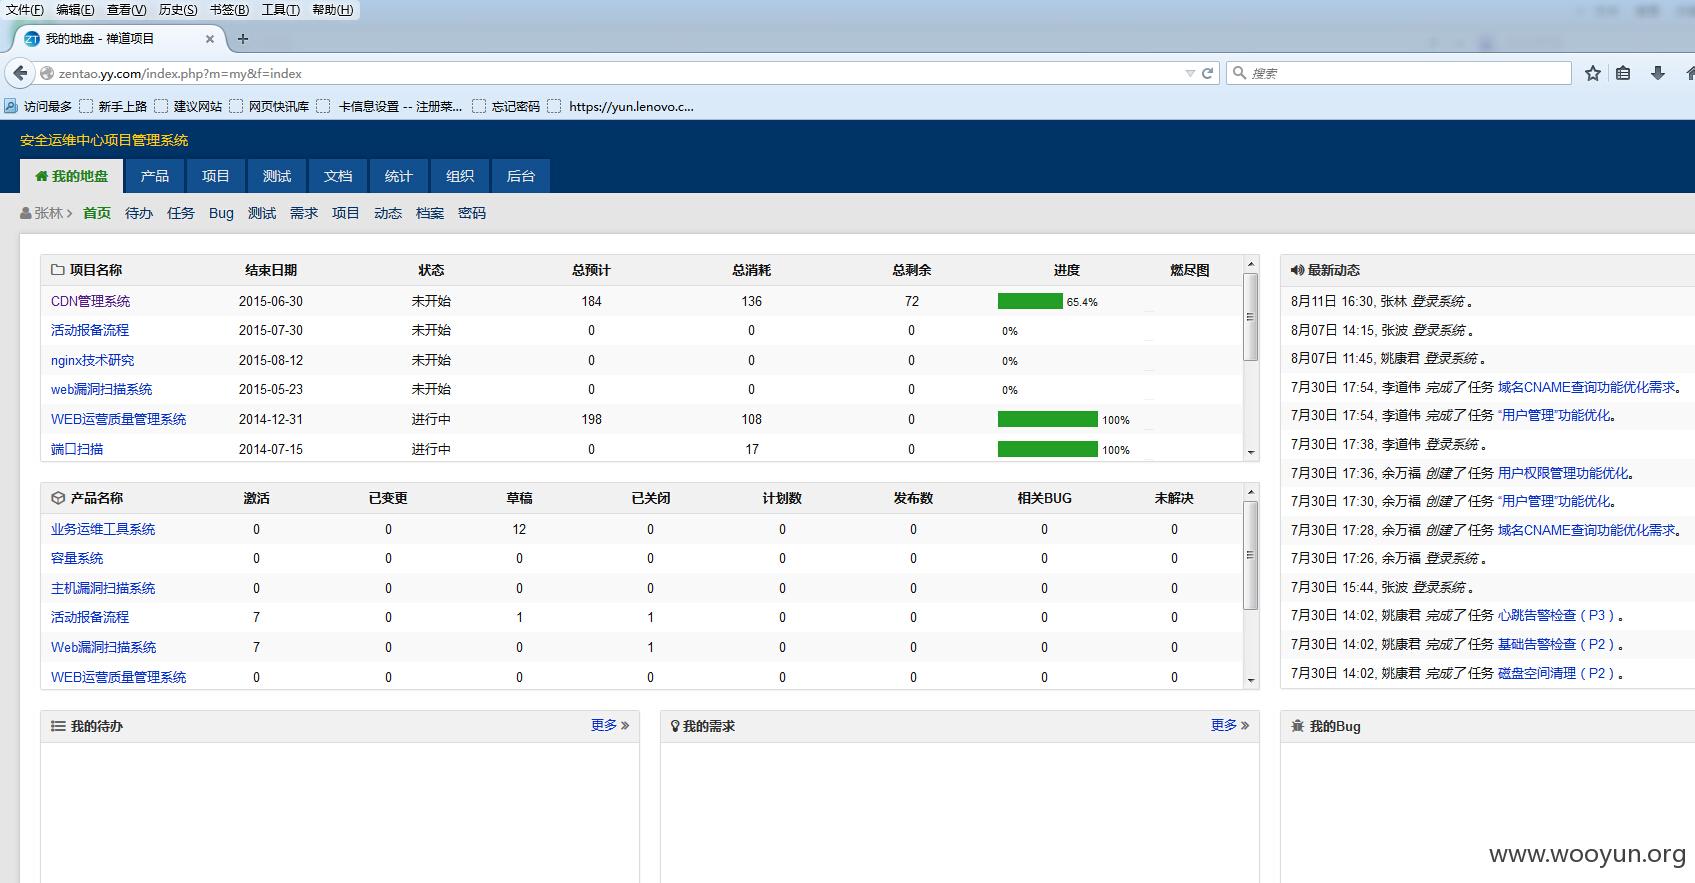 文件(F) 编辑(E) 查看(V) 历史(S) 书签(B) 工具(T) 帮助(H)
我的地盘 - 禅道项目
zentao.yy.com/index.php?m=my&f=index
搜索
访问最多 新手上路 建议网站 网页快讯库 卡信息设置 -- 注册莱... 忘记密码 https://yun.lenovo.c...
安全运维中心项目管理系统
我的地盘 产品 项目 测试 文档 统计 组织 后台
张林 首页 待办 任务 Bug 测试 需求 项目 动态 档案 密码
项目名称 结束日期 状态 总预计 总消耗 总剩余 进度 燃尽图
CDN管理系统 2015-06-30 未开始 184 136 72 65.4%
活动报备流程 2015-07-30 未开始 0 0 0 0%
nginx技术研究 2015-08-12 未开始 0 0 0 0%
web漏洞扫描系统 2015-05-23 未开始 0 0 0 0%
WEB运营质量管理系统 2014-12-31 进行中 198 108 0 100%
端口扫描 2014-07-15 进行中 0 17 0 100%
产品名称 激活 已变更 草稿 已关闭 计划数 发布数 相关BUG 未解决
业务运维工具系统 0 0 12 0 0 0 0 0
容量系统 0 0 0 0 0 0 0 0
主机漏洞扫描系统 0 0 0 0 0 0 0 0
活动报备流程 7 0 1 1 0 0 0 0
Web漏洞扫描系统 7 0 0 1 0 0 0 0
WEB运营质量管理系统 0 0 0 0 0 0 0 0
最新动态
8月11日 16:30, 张林 登录系统 。
8月07日 14:15, 张波 登录系统 。
8月07日 11:45, 姚康君 登录系统 。
7月30日 17:54, 李道伟 完成了 任务 域名CNAME查询功能优化需求。
7月30日 17:54, 李道伟 完成了 任务 “用户管理”功能优化。
7月30日 17:38, 李道伟 登录系统 。
7月30日 17:36, 余万福 创建了 任务 用户权限管理功能优化。
7月30日 17:30, 余万福 创建了 任务 “用户管理”功能优化。
7月30日 17:28, 余万福 创建了 任务 域名CNAME查询功能优化需求。
7月30日 17:26, 余万福 登录系统 。
7月30日 15:44, 张波 登录系统 。
7月30日 14:02, 姚康君 完成了 任务 心跳告警检查（P3）。
7月30日 14:02, 姚康君 完成了 任务 基础告警检查（P2）。
7月30日 14:02, 姚康君 完成了 任务 磁盘空间清理（P2）。
我的待办 更多
我的需求 更多
我的Bug
www.wooyun.org